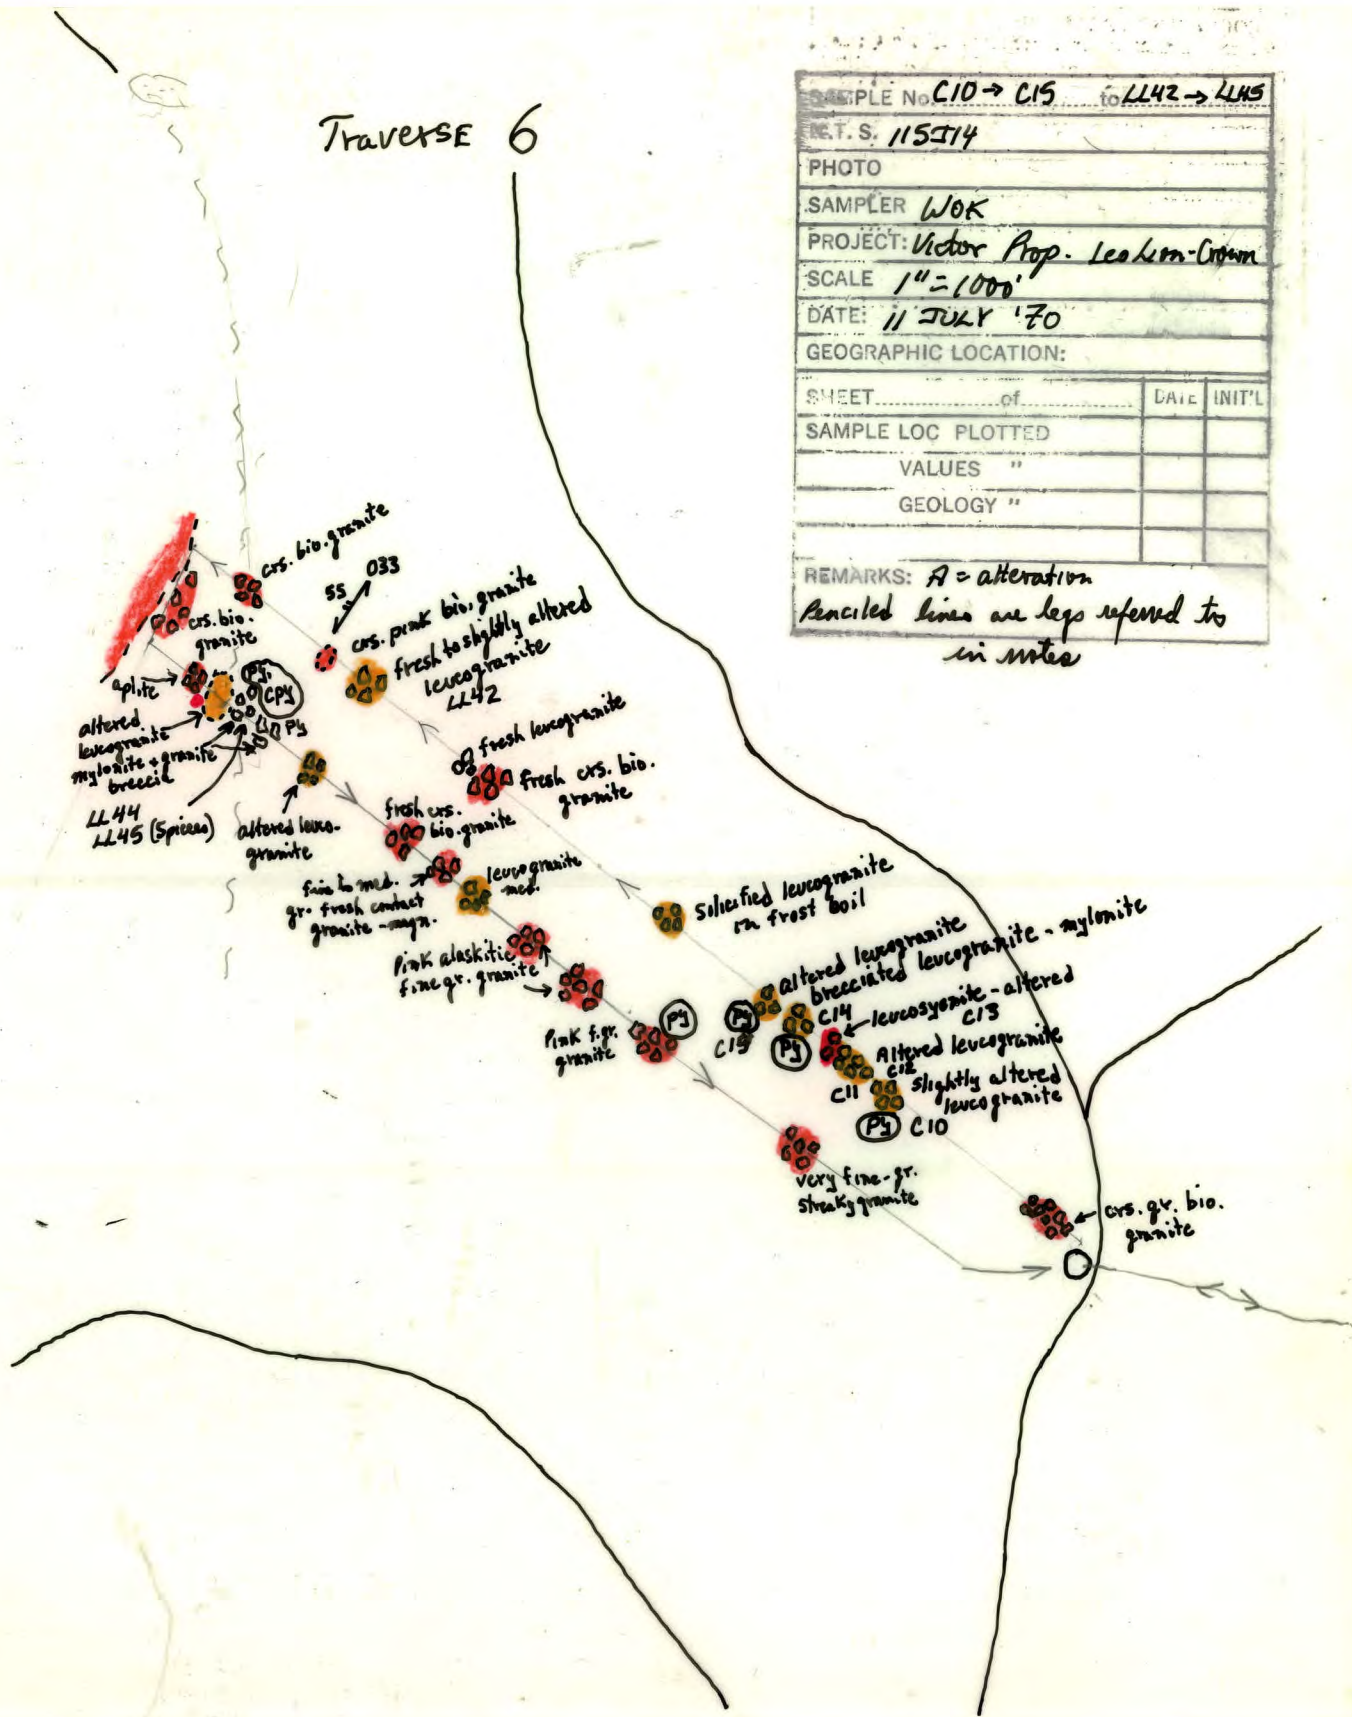 Traverse 6
SAMPLE No. C10 → C15 to LL42 → LL45
N.T.S. 115J14
PHOTO
SAMPLER WOK
PROJECT: Victor Prop. Leo Lion-Crown
SCALE 1" = 1000'
DATE: 11 JULY '70
GEOGRAPHIC LOCATION:
SHEET of DATE INIT'L
SAMPLE LOC PLOTTED
VALUES "
GEOLOGY "
REMARKS: A = alteration
Penciled lines are legs referred to
in notes
crs. bio. granite
55 033
crs. pink bio. granite
fresh to slightly altered
leucogranite
LL42
crs. bio.
granite
aplite
Py.
CPY
Py
altered
leucogranite
mylonite + granite
breccia
LL44
LL45 (5 pieces)
altered leuco-
granite
fresh leucogranite
fresh crs. bio.
granite
fresh crs.
bio. granite
fine to med.
gr. fresh contact
granite - magn.
leucogranite
med.
Silicified leucogranite
in frost boil
Pink alaskitic
fine gr. granite
Pink f.gr.
granite
Py
altered leucogranite
brecciated leucogranite - mylonite
Py
C15
C14
leucosyenite - altered
C13
Py
Altered leucogranite
C12
C11
slightly altered
leucogranite
Py C10
very fine-gr.
streaky granite
crs. gr. bio.
granite